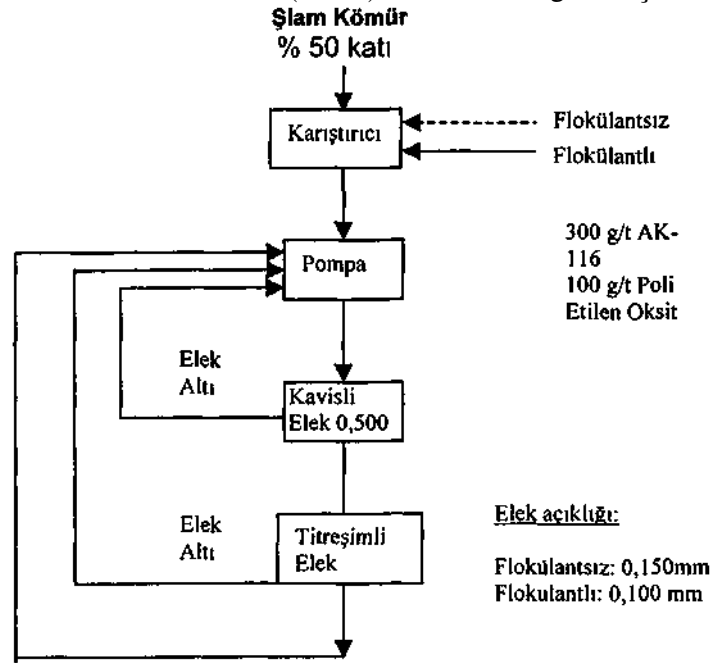 Şlam Kömür
% 50 katı
Karıştırıcı
Flokülantsız
Flokülantlı
300 g/t AK-
116
100 g/t Poli
Etilen Oksit
Pompa
Elek
Altı
Kavisli
Elek 0,500
Elek
Altı
Titreşimli
Elek
Elek açıklığı:
Flokülantsız: 0,150mm
Flokulantlı: 0,100 mm